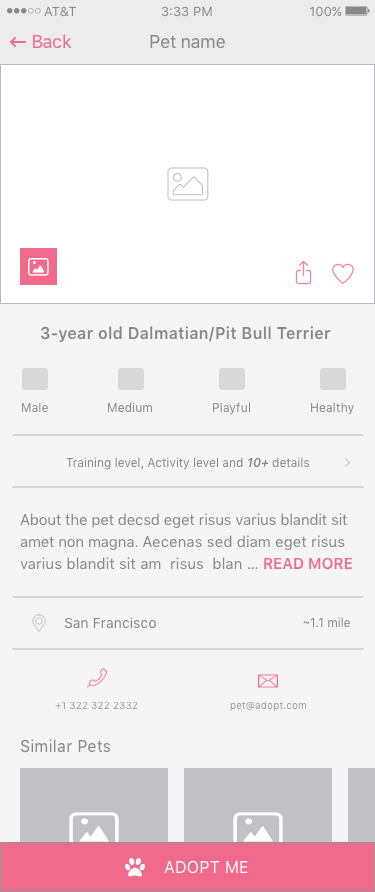 AT&T 3:33 PM 100%
Back Pet name
3-year old Dalmatian/Pit Bull Terrier
Male Medium Playful Healthy
Training level, Activity level and 10+ details
About the pet decsd eget risus varius blandit sit
amet non magna. Aecenas sed diam eget risus
varius blandit sit am risus blan ... READ MORE
San Francisco ~1.1 mile
+1 322 322 2332 pet@adopt.com
Similar Pets
ADOPT ME